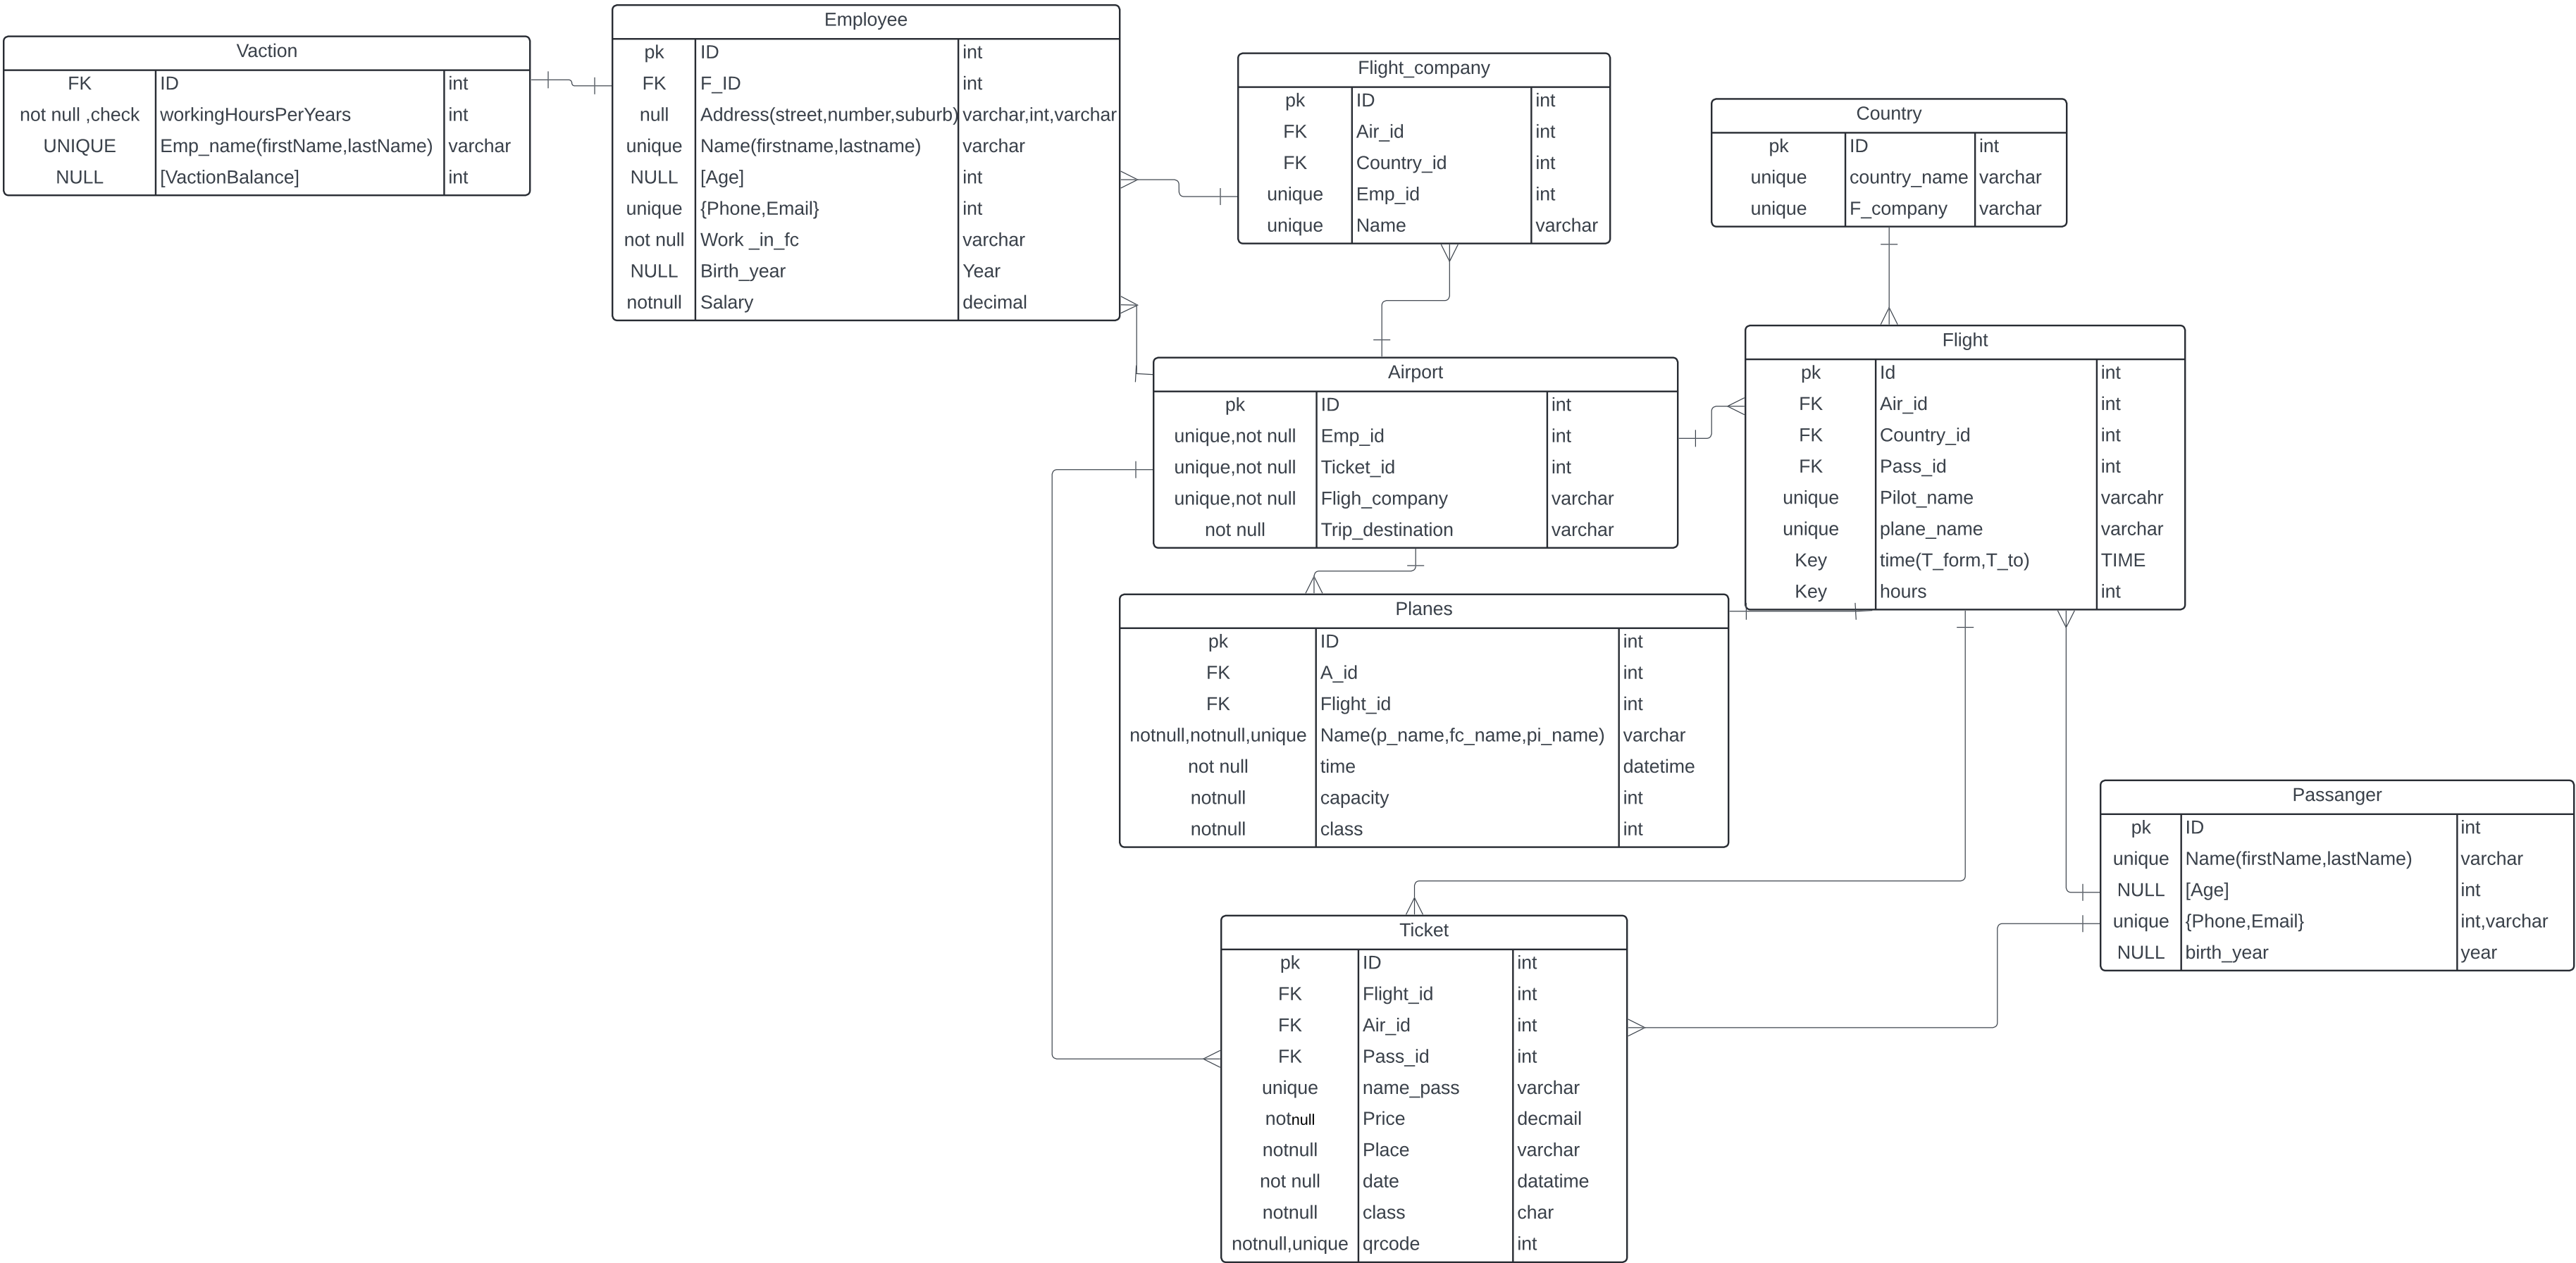 Vaction
FK ID int
not null ,check workingHoursPerYears int
UNIQUE Emp_name(firstName,lastName) varchar
NULL [VactionBalance] int
Employee
pk ID int
FK F_ID int
null Address(street,number,suburb) varchar,int,varchar
unique Name(firstname,lastname) varchar
NULL [Age] int
unique {Phone,Email} int
not null Work _in_fc varchar
NULL Birth_year Year
notnull Salary decimal
Flight_company
pk ID int
FK Air_id int
FK Country_id int
unique Emp_id int
unique Name varchar
Country
pk ID int
unique country_name varchar
unique F_company varchar
Flight
pk Id int
FK Air_id int
FK Country_id int
FK Pass_id int
unique Pilot_name varcahr
unique plane_name varchar
Key time(T_form,T_to) TIME
Key hours int
Airport
pk ID int
unique,not null Emp_id int
unique,not null Ticket_id int
unique,not null Fligh_company varchar
not null Trip_destination varchar
Planes
pk ID int
FK A_id int
FK Flight_id int
notnull,notnull,unique Name(p_name,fc_name,pi_name) varchar
not null time datetime
notnull capacity int
notnull class int
Passanger
pk ID int
unique Name(firstName,lastName) varchar
NULL [Age] int
unique {Phone,Email} int,varchar
NULL birth_year year
Ticket
pk ID int
FK Flight_id int
FK Air_id int
FK Pass_id int
unique name_pass varchar
notnull Price decmail
notnull Place varchar
not null date datatime
notnull class char
notnull,unique qrcode int